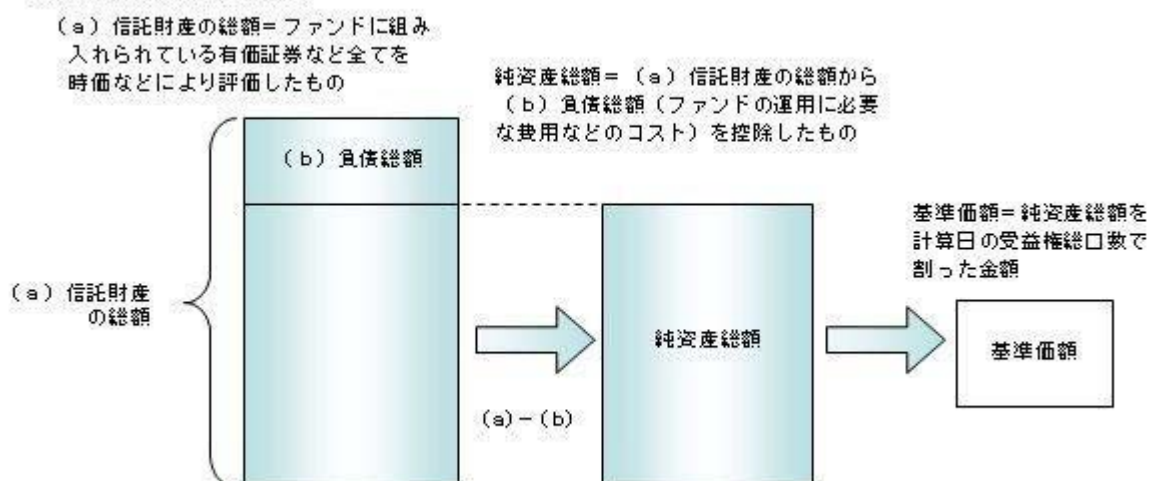 (a)信託財産の総額=ファンドに組み
入れられている有価証券など全てを
時価などにより評価したもの
純資産総額=(a)信託財産の総額から
(b)負債総額(ファンドの運用に必要
な費用などのコスト)を控除したもの
(b)負債総額
基準価額=純資産総額を
計算日の受益権総口数で
割った金額
(a)信託財産
の総額
純資産総額
基準価額
(a)-(b)